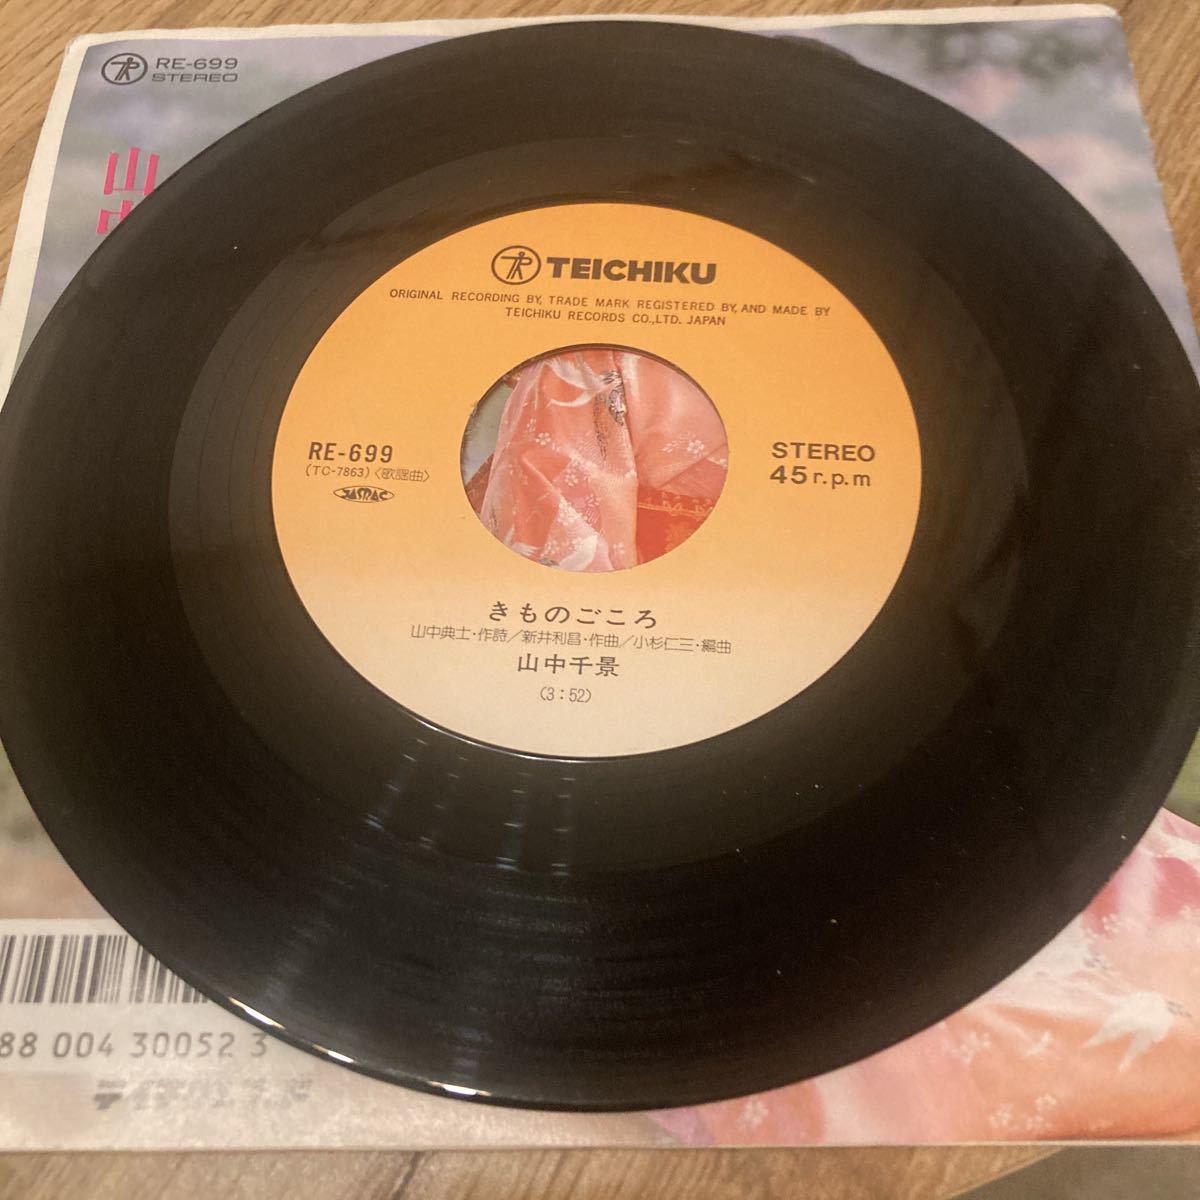 RE-699
STEREO
山
TEICHIKU
ORIGINAL RECORDING BY, TRADE MARK REGISTERED BY, AND MADE BY
TEICHIKU RECORDS CO.,LTD. JAPAN
RE-699
(TC-7863)〈歌謡曲〉
JASRAC
STEREO
45 r.p.m
きものごころ
山中典士・作詩/新井利昌・作曲/小杉仁三・編曲
山中千景
(3:52)
88 004 30052 3